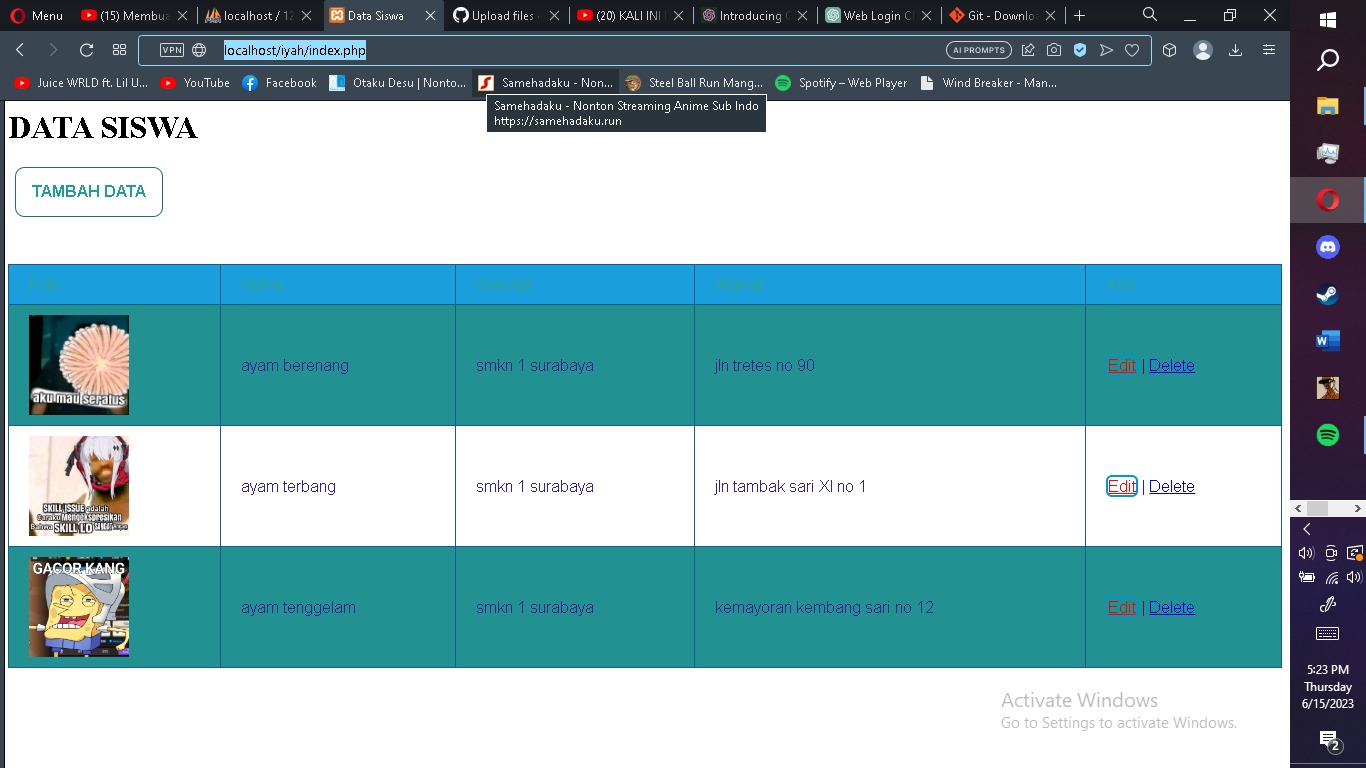 Menu
(15) Membua
localhost / 12
Data Siswa
Upload files
(20) KALI INI
Introducing
Web Login C
Git - Downlo
VPN
localhost/iyah/index.php
AI PROMPTS
Juice WRLD ft. Lil U...
YouTube
Facebook
Otaku Desu | Nonto...
Samehadaku - Non...
Steel Ball Run Mang...
Spotify – Web Player
Wind Breaker - Man...
Samehadaku - Nonton Streaming Anime Sub Indo
https://samehadaku.run
DATA SISWA
TAMBAH DATA
Foto Nama Sekolah Alamat Aksi
aku mau seratus
ayam berenang smkn 1 surabaya jln tretes no 90 Edit | Delete
SKILL ISSUE adalah
Caraku Mengekspresikan
Bahwa SKILL LO
ayam terbang smkn 1 surabaya jln tambak sari XI no 1 Edit | Delete
GACOR KANG
ayam tenggelam smkn 1 surabaya kemayoran kembang sari no 12 Edit | Delete
Activate Windows
Go to Settings to activate Windows.
5:23 PM
Thursday
6/15/2023
2